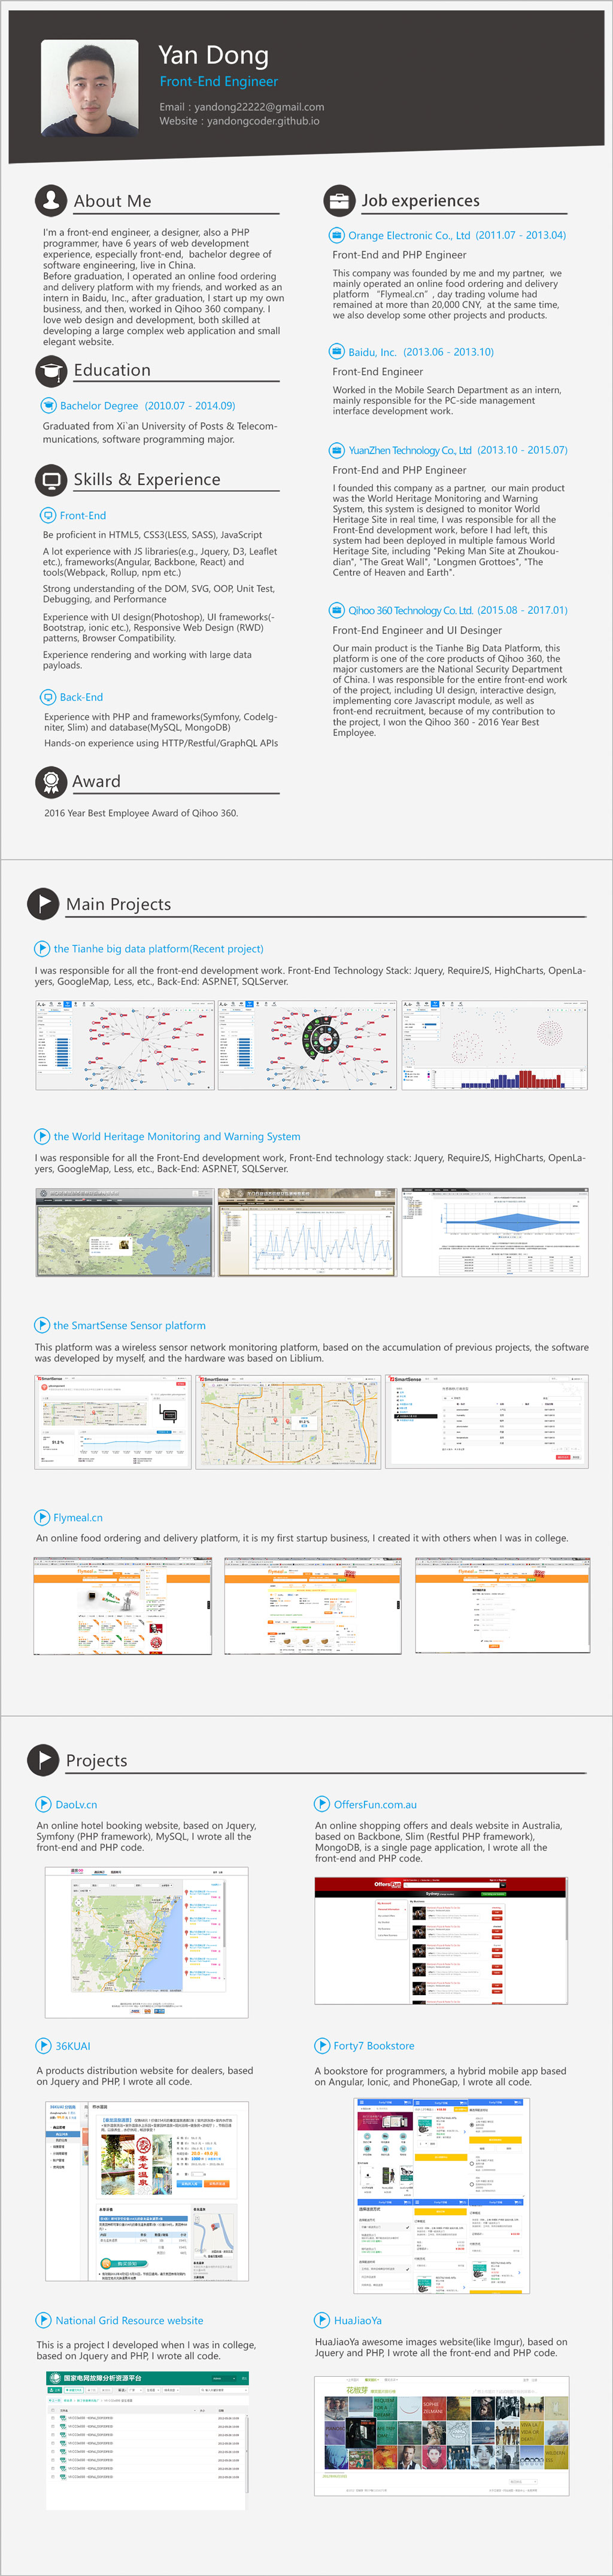 Yan Dong
Front-End Engineer
Email : yandong22222@gmail.com
Website : yandongcoder.github.io
About Me
I'm a front-end engineer, a designer, also a PHP
programmer, have 6 years of web development
experience, especially front-end, bachelor degree of
software engineering, live in China.
Before graduation, I operated an online food ordering
and delivery platform with my friends, and worked as an
intern in Baidu, Inc., after graduation, I start up my own
business, and then, worked in Qihoo 360 company. I
love web design and development, both skilled at
developing a large complex web application and small
elegant website.
Education
Bachelor Degree (2010.07 - 2014.09)
Graduated from Xi`an University of Posts & Telecom-
munications, software programming major.
Skills & Experience
Front-End
Be proficient in HTML5, CSS3(LESS, SASS), JavaScript
A lot experience with JS libraries(e.g., Jquery, D3, Leaflet
etc.), frameworks(Angular, Backbone, React) and
tools(Webpack, Rollup, npm etc.)
Strong understanding of the DOM, SVG, OOP, Unit Test,
Debugging, and Performance
Experience with UI design(Photoshop), UI frameworks(-
Bootstrap, ionic etc.), Responsive Web Design (RWD)
patterns, Browser Compatibility.
Experience rendering and working with large data
payloads.
Back-End
Experience with PHP and frameworks(Symfony, CodeIg-
niter, Slim) and database(MySQL, MongoDB)
Hands-on experience using HTTP/Restful/GraphQL APIs
Award
2016 Year Best Employee Award of Qihoo 360.
Job experiences
Orange Electronic Co., Ltd (2011.07 - 2013.04)
Front-End and PHP Engineer
This company was founded by me and my partner, we
mainly operated an online food ordering and delivery
platform “Flymeal.cn” , day trading volume had
remained at more than 20,000 CNY, at the same time,
we also develop some other projects and products.
Baidu, Inc. (2013.06 - 2013.10)
Front-End Engineer
Worked in the Mobile Search Department as an intern,
mainly responsible for the PC-side management
interface development work.
YuanZhen Technology Co., Ltd (2013.10 - 2015.07)
Front-End and PHP Engineer
I founded this company as a partner, our main product
was the World Heritage Monitoring and Warning
System, this system is designed to monitor World
Heritage Site in real time, I was responsible for all the
Front-End development work, before I had left, this
system had been deployed in multiple famous World
Heritage Site, including "Peking Man Site at Zhoukou-
dian", "The Great Wall", "Longmen Grottoes", "The
Centre of Heaven and Earth".
Qihoo 360 Technology Co. Ltd. (2015.08 - 2017.01)
Front-End Engineer and UI Desinger
Our main product is the Tianhe Big Data Platform, this
platform is one of the core products of Qihoo 360, the
major customers are the National Security Department
of China. I was responsible for the entire front-end work
of the project, including UI design, interactive design,
implementing core Javascript module, as well as
front-end recruitment, because of my contribution to
the project, I won the Qihoo 360 - 2016 Year Best
Employee.
Main Projects
the Tianhe big data platform(Recent project)
I was responsible for all the front-end development work. Front-End Technology Stack: Jquery, RequireJS, HighCharts, OpenLa-
yers, GoogleMap, Less, etc., Back-End: ASP.NET, SQLServer.
the World Heritage Monitoring and Warning System
I was responsible for all the Front-End development work, Front-End technology stack: Jquery, RequireJS, HighCharts, OpenLa-
yers, GoogleMap, Less, etc., Back-End: ASP.NET, SQLServer.
the SmartSense Sensor platform
This platform was a wireless sensor network monitoring platform, based on the accumulation of previous projects, the software
was developed by myself, and the hardware was based on Liblium.
SmartSense
SmartSense
SmartSense
Flymeal.cn
An online food ordering and delivery platform, it is my first startup business, I created it with others when I was in college.
Flymeal
Flymeal
Flymeal
Projects
DaoLv.cn
An online hotel booking website, based on Jquery,
Symfony (PHP framework), MySQL, I wrote all the
front-end and PHP code.
OffersFun.com.au
An online shopping offers and deals website in Australia,
based on Backbone, Slim (Restful PHP framework),
MongoDB, is a single page application, I wrote all the
front-end and PHP code.
OffersFun
Sydney
36KUAI
A products distribution website for dealers, based
on Jquery and PHP, I wrote all code.
Forty7 Bookstore
A bookstore for programmers, a hybrid mobile app based
on Angular, Ionic, and PhoneGap, I wrote all code.
National Grid Resource website
This is a project I developed when I was in college,
based on Jquery and PHP, I wrote all code.
国家电网故障分析资源平台
HuaJiaoYa
HuaJiaoYa awesome images website(like Imgur), based on
Jquery and PHP, I wrote all the front-end and PHP code.
花椒芽